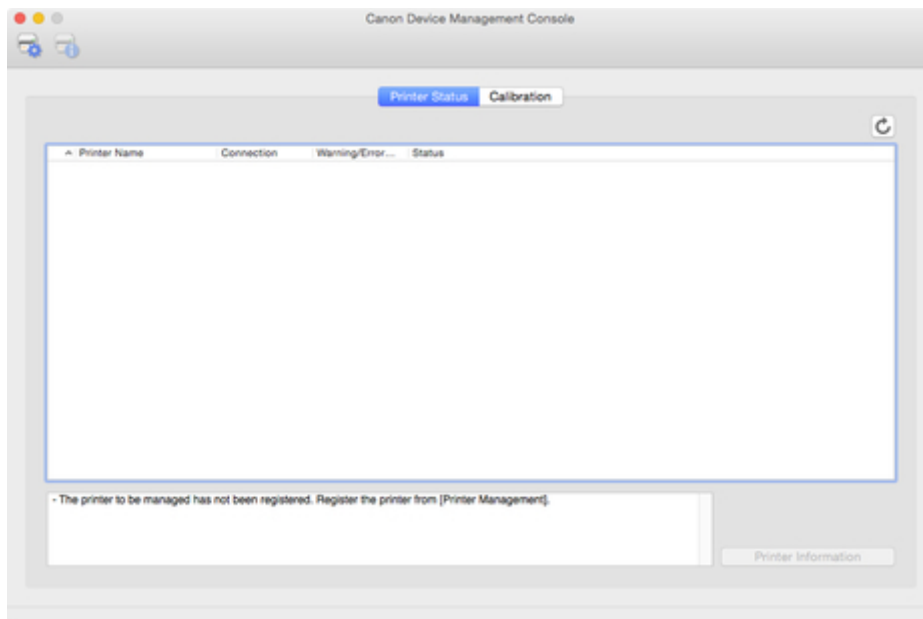 Canon Device Management Console
Printer Status Calibration
Printer Name Connection Warning/Error... Status
- The printer to be managed has not been registered. Register the printer from [Printer Management].
Printer Information